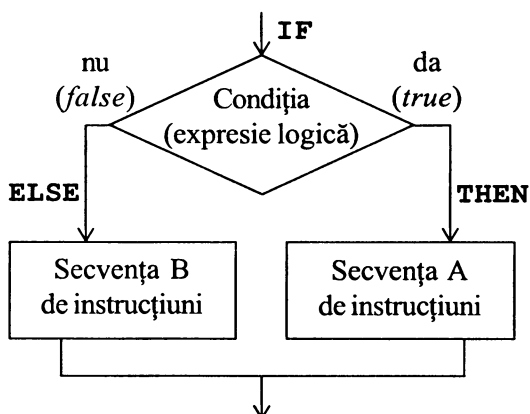 IF
nu
(false)
da
(true)
Condiția
(expresie logică)
ELSE
THEN
Secvența B
de instrucțiuni
Secvența A
de instrucțiuni